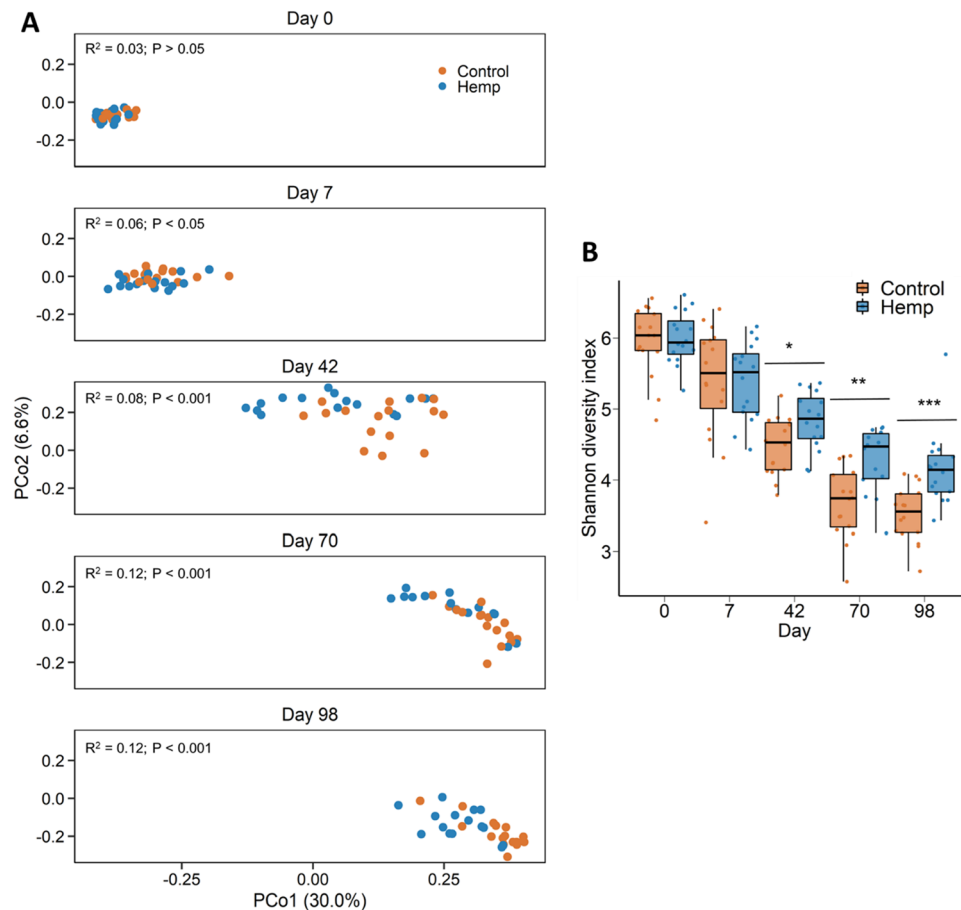 A
Day 0
R² = 0.03; P > 0.05
Control
Hemp
0.2
0.0
-0.2
Day 7
R² = 0.06; P < 0.05
0.2
0.0
-0.2
Day 42
R² = 0.08; P < 0.001
0.2
0.0
-0.2
PCo2 (6.6%)
Day 70
R² = 0.12; P < 0.001
0.2
0.0
-0.2
Day 98
R² = 0.12; P < 0.001
0.2
0.0
-0.2
-0.25 0.00 0.25
PCo1 (30.0%)
B
Control
Hemp
*
**
***
Shannon diversity index
6
5
4
3
0 7 42 70 98
Day